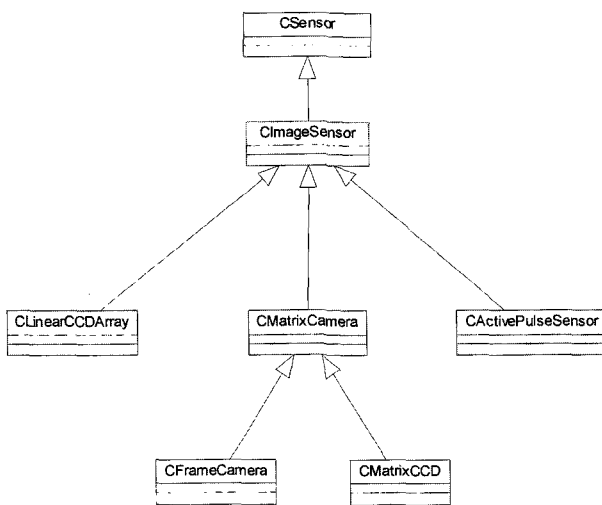 CSensor
CImageSensor
CLinearCCDArray
CMatrixCamera
CActivePulseSensor
CFrameCamera
CMatrixCCD